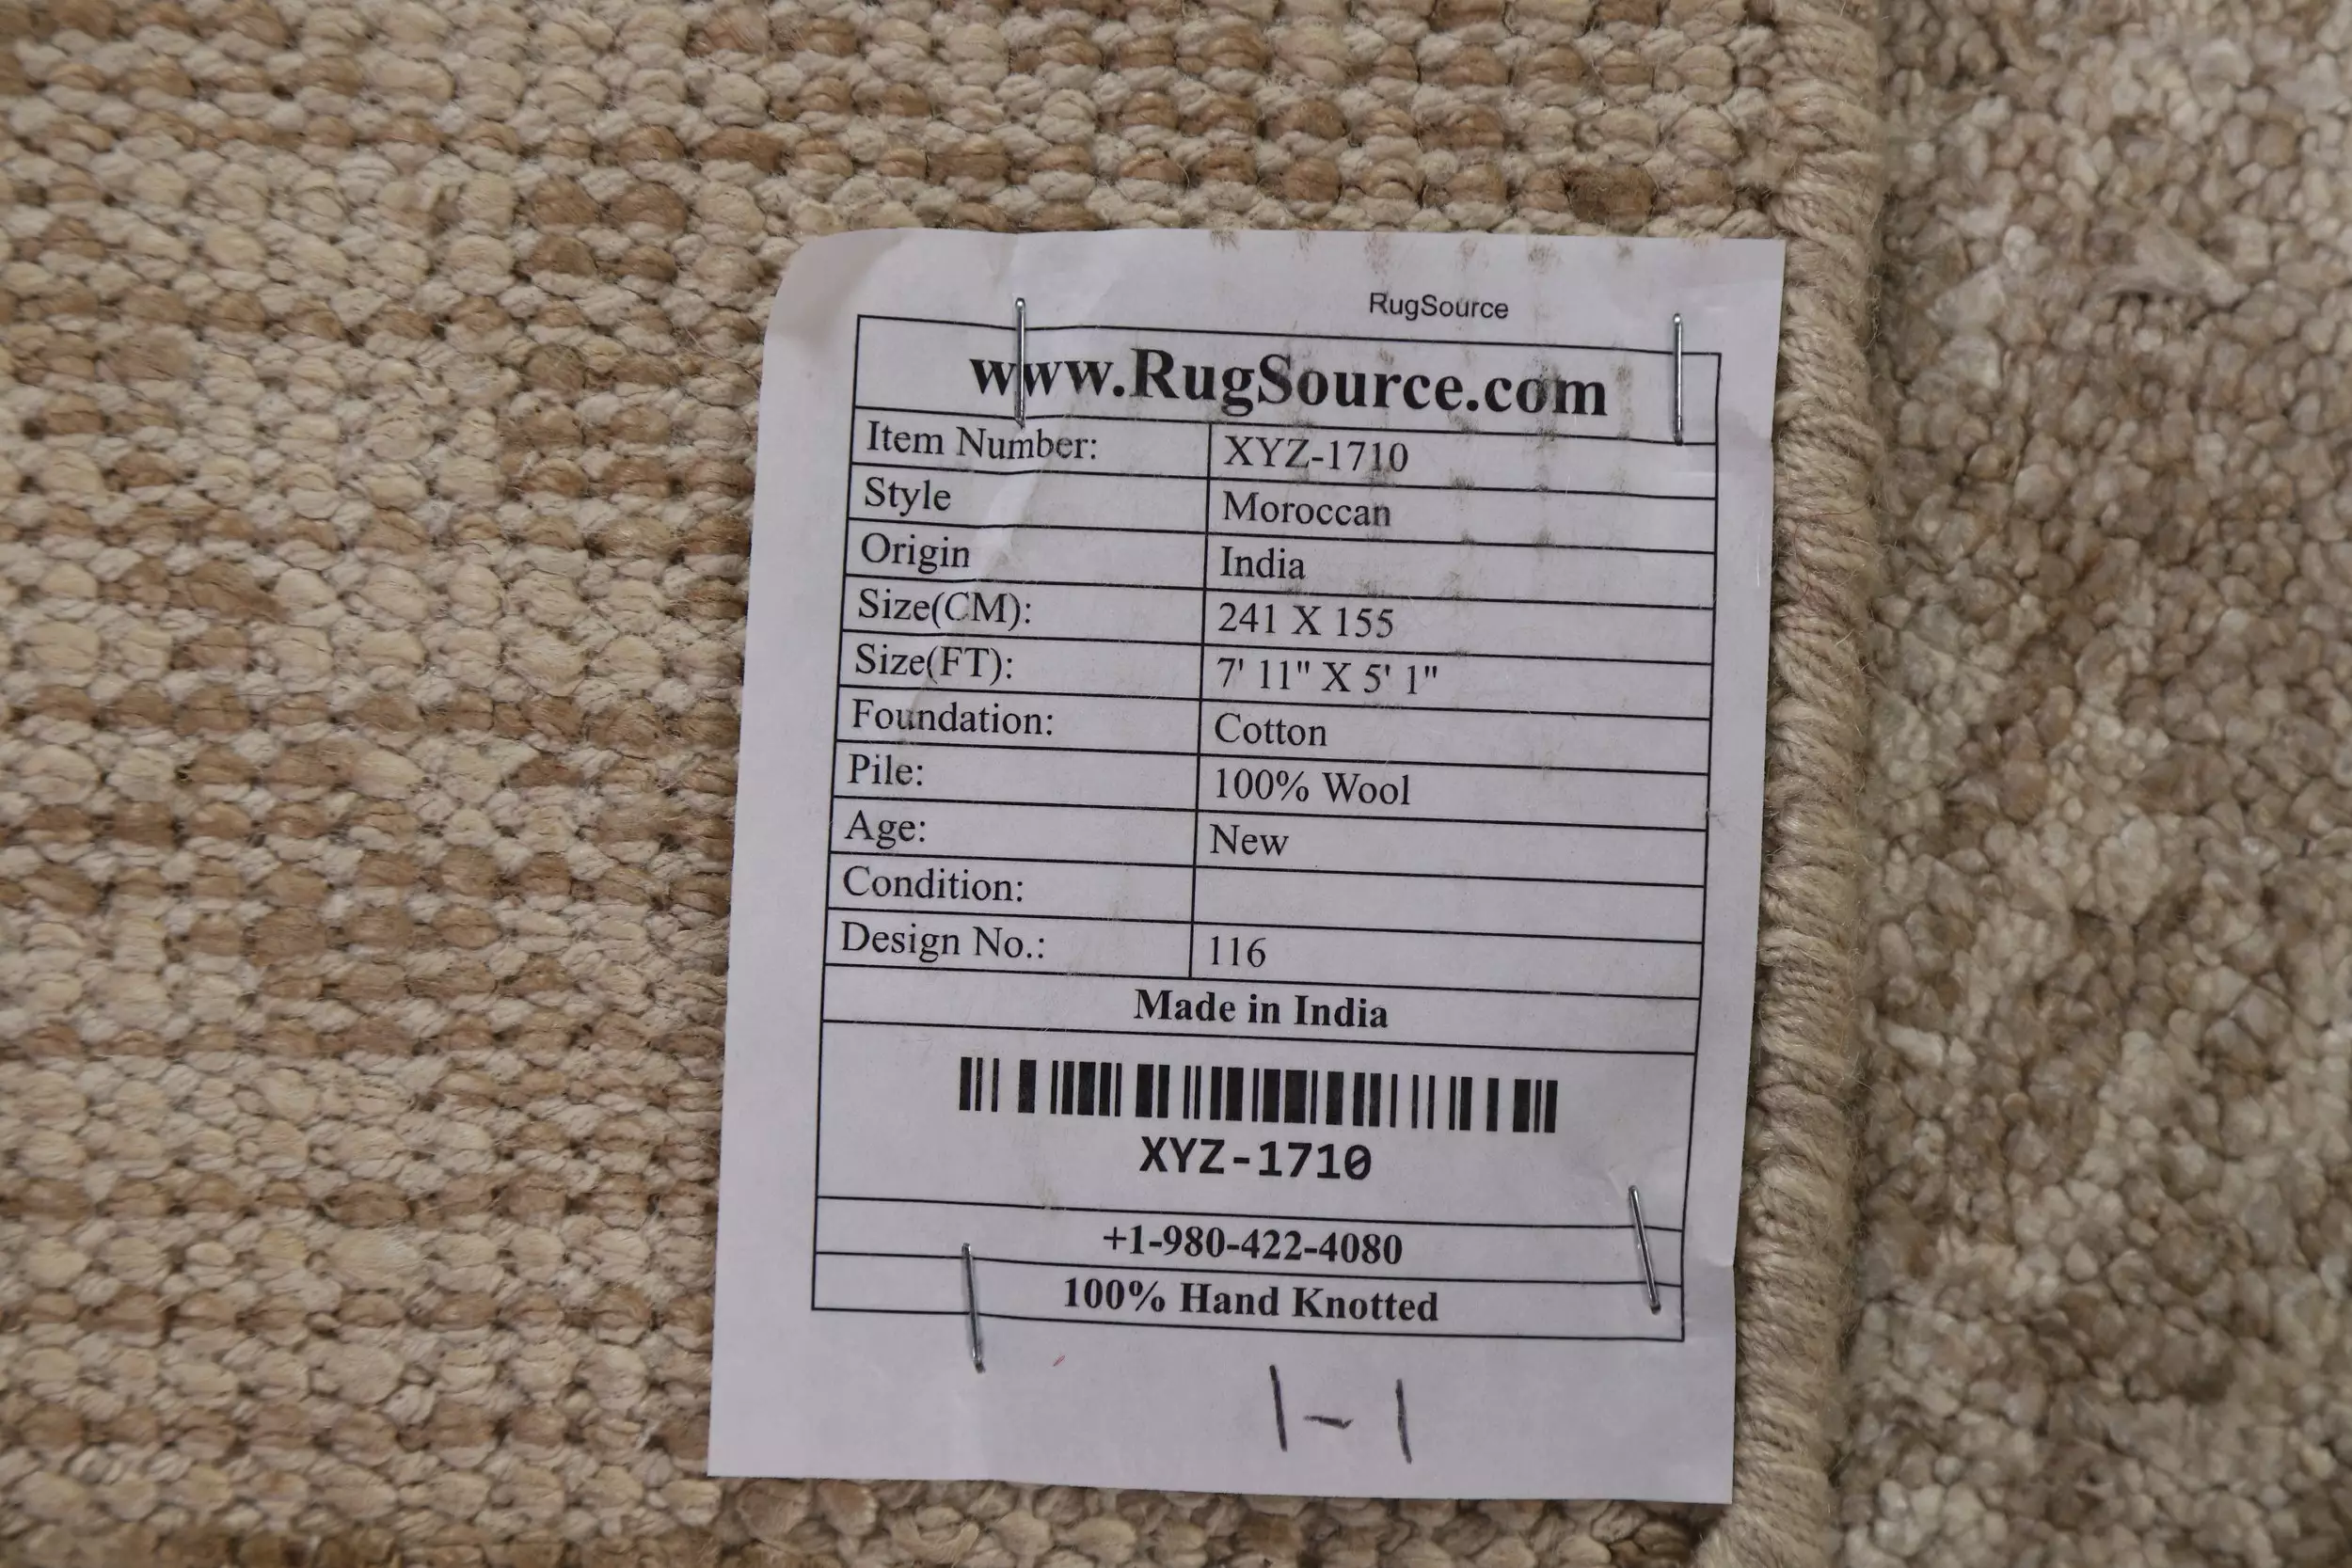 RugSource
www.RugSource.com
Item Number: XYZ-1710
Style Moroccan
Origin India
Size(CM): 241 X 155
Size(FT): 7' 11" X 5' 1"
Foundation: Cotton
Pile: 100% Wool
Age: New
Condition:
Design No.: 116
Made in India
XYZ-1710
+1-980-422-4080
100% Hand Knotted
1-1